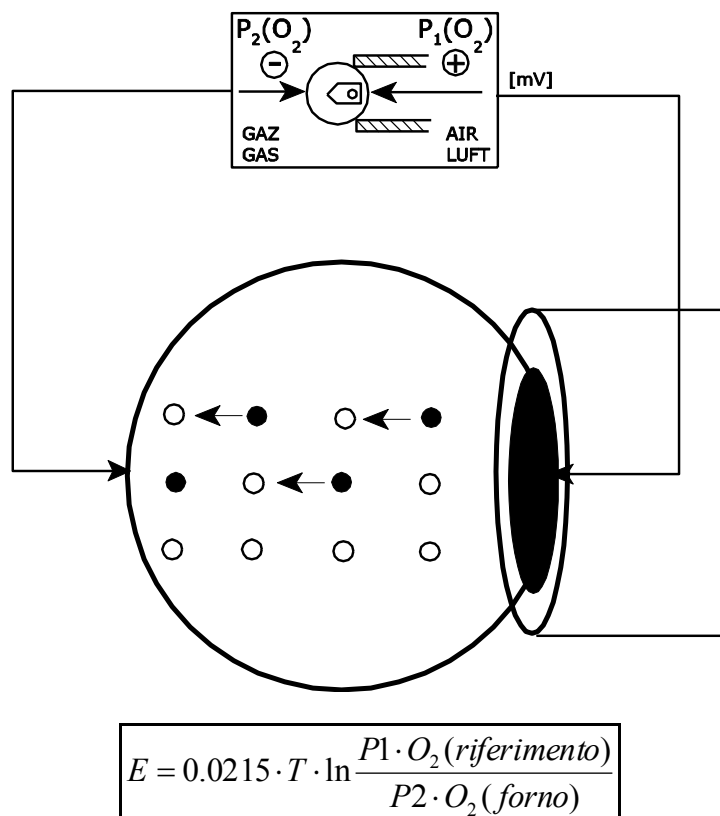 P₂(O₂) P₁(O₂)
- +
[mV]
GAZ AIR
GAS LUFT
E = 0.0215 · T · ln P1 · O₂ (riferimento) / P2 · O₂ (forno)